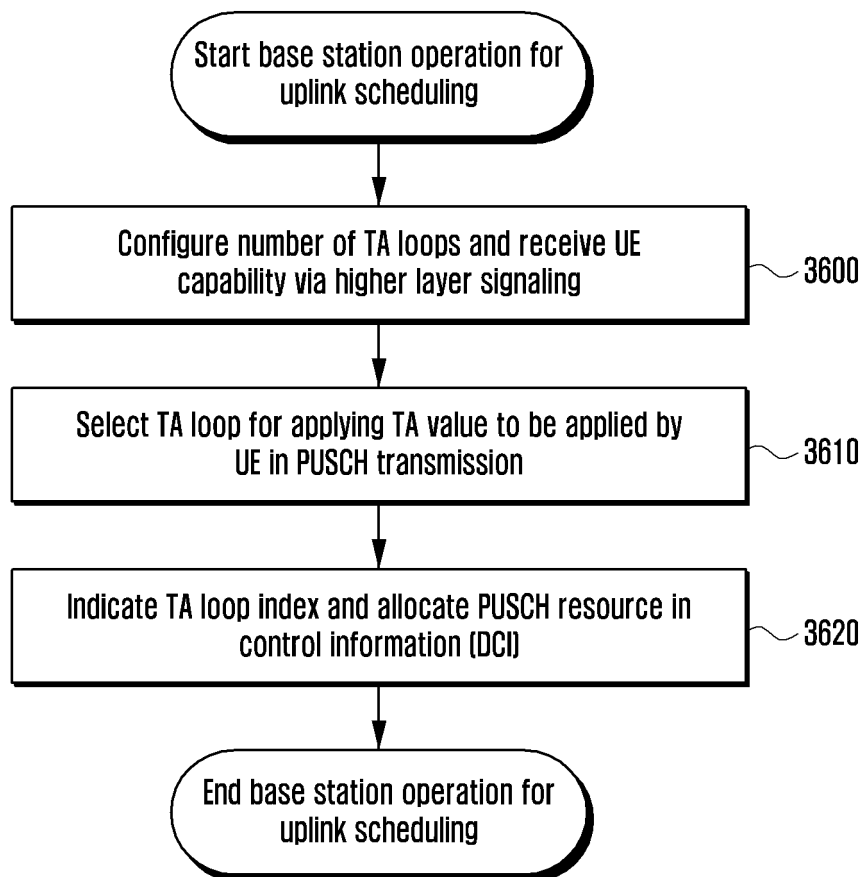 Start base station operation for
uplink scheduling
Configure number of TA loops and receive UE
capability via higher layer signaling
3600
Select TA loop for applying TA value to be applied by
UE in PUSCH transmission
3610
Indicate TA loop index and allocate PUSCH resource in
control information (DCI)
3620
End base station operation for
uplink scheduling